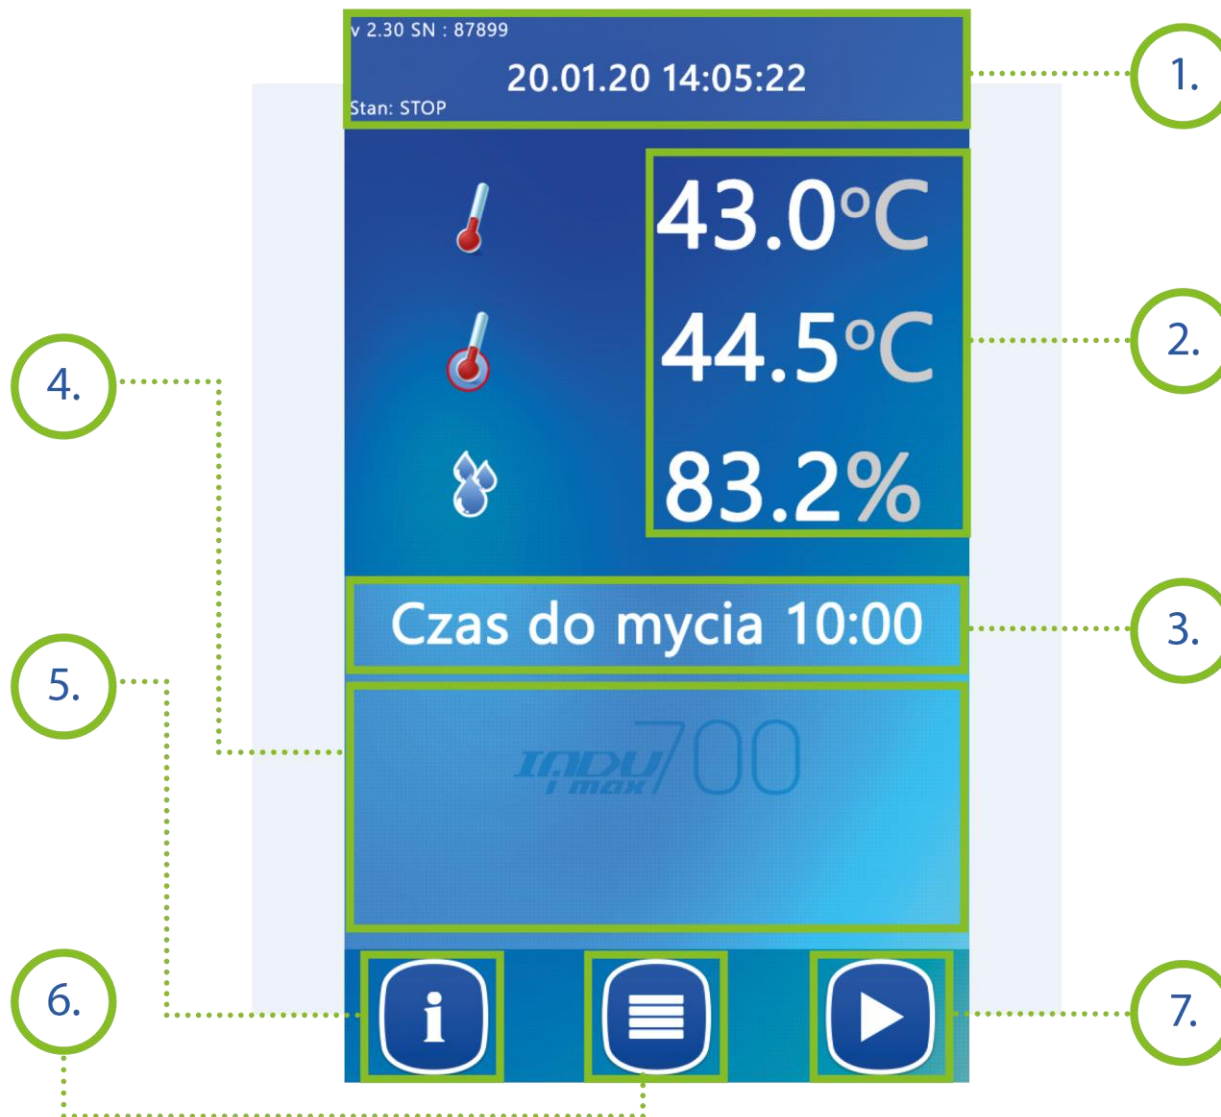 v 2.30 SN : 87899
20.01.20 14:05:22
Stan: STOP
1.
43.0°C
44.5°C
83.2%
2.
4.
Czas do mycia 10:00
3.
5.
INDU 700
i max
6.
7.